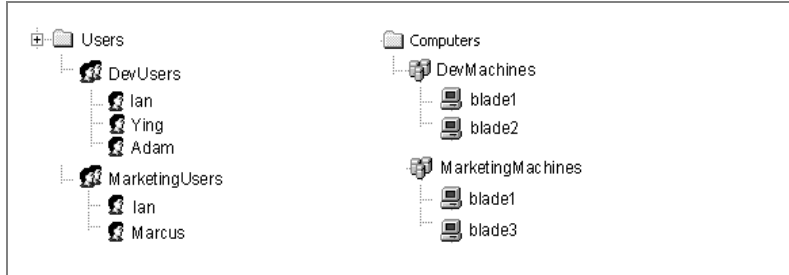 Users
DevUsers
Ian
Ying
Adam
MarketingUsers
Ian
Marcus
Computers
DevMachines
blade1
blade2
MarketingMachines
blade1
blade3